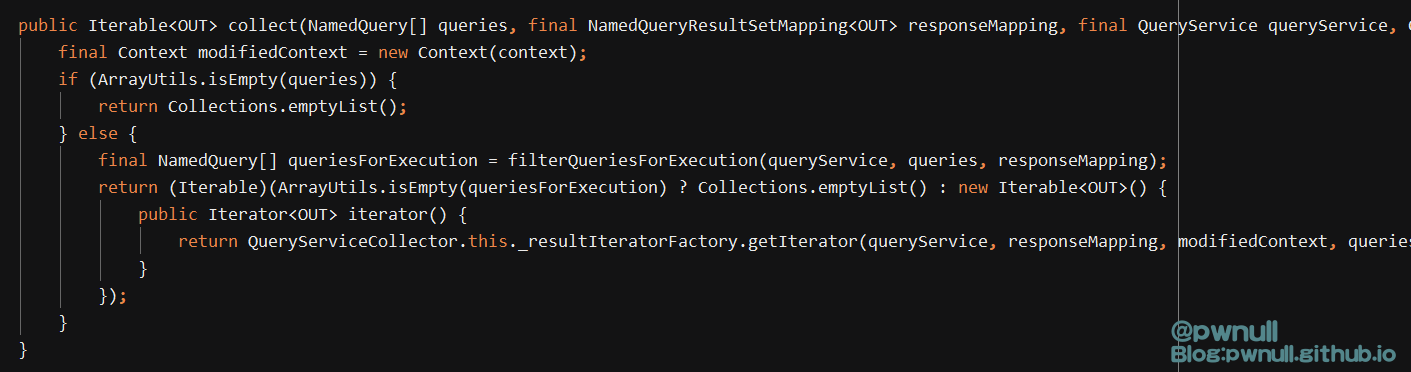 public Iterable<OUT> collect(NamedQuery[] queries, final NamedQueryResultSetMapping<OUT> responseMapping, final QueryService queryService,
    final Context modifiedContext = new Context(context);
    if (ArrayUtils.isEmpty(queries)) {
        return Collections.emptyList();
    } else {
        final NamedQuery[] queriesForExecution = filterQueriesForExecution(queryService, queries, responseMapping);
        return (Iterable)(ArrayUtils.isEmpty(queriesForExecution) ? Collections.emptyList() : new Iterable<OUT>() {
            public Iterator<OUT> iterator() {
                return QueryServiceCollector.this._resultIteratorFactory.getIterator(queryService, responseMapping, modifiedContext, queries
            }
        });
    }
}
@pwnull
Blog:pwnull.github.io